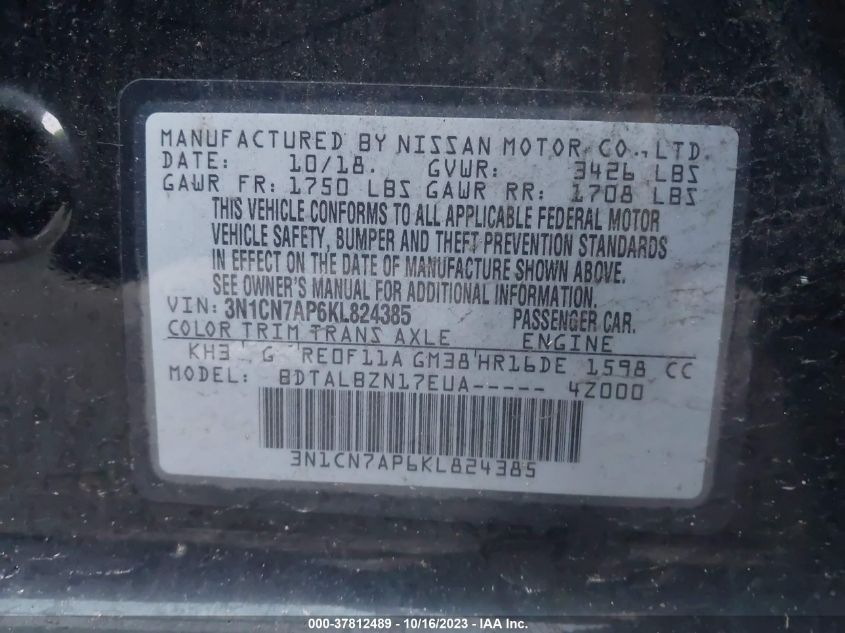 MANUFACTURED BY NISSAN MOTOR CO., LTD.
DATE: 10/18. GVWR: 3426 LBS
GAWR FR: 1750 LBS GAWR RR: 1708 LBS
THIS VEHICLE CONFORMS TO ALL APPLICABLE FEDERAL MOTOR
VEHICLE SAFETY, BUMPER AND THEFT PREVENTION STANDARDS
IN EFFECT ON THE DATE OF MANUFACTURE SHOWN ABOVE.
SEE OWNER'S MANUAL FOR ADDITIONAL INFORMATION.
VIN: 3N1CN7AP6KL824385 PASSENGER CAR.
COLOR TRIM TRANS AXLE ENGINE
KH3 G RE0F11A GM38 HR16DE 1598 CC
MODEL: BDTALBZN17EUA----- 4Z000
3N1CN7AP6KL824385
000-37812489 - 10/16/2023 - IAA Inc.